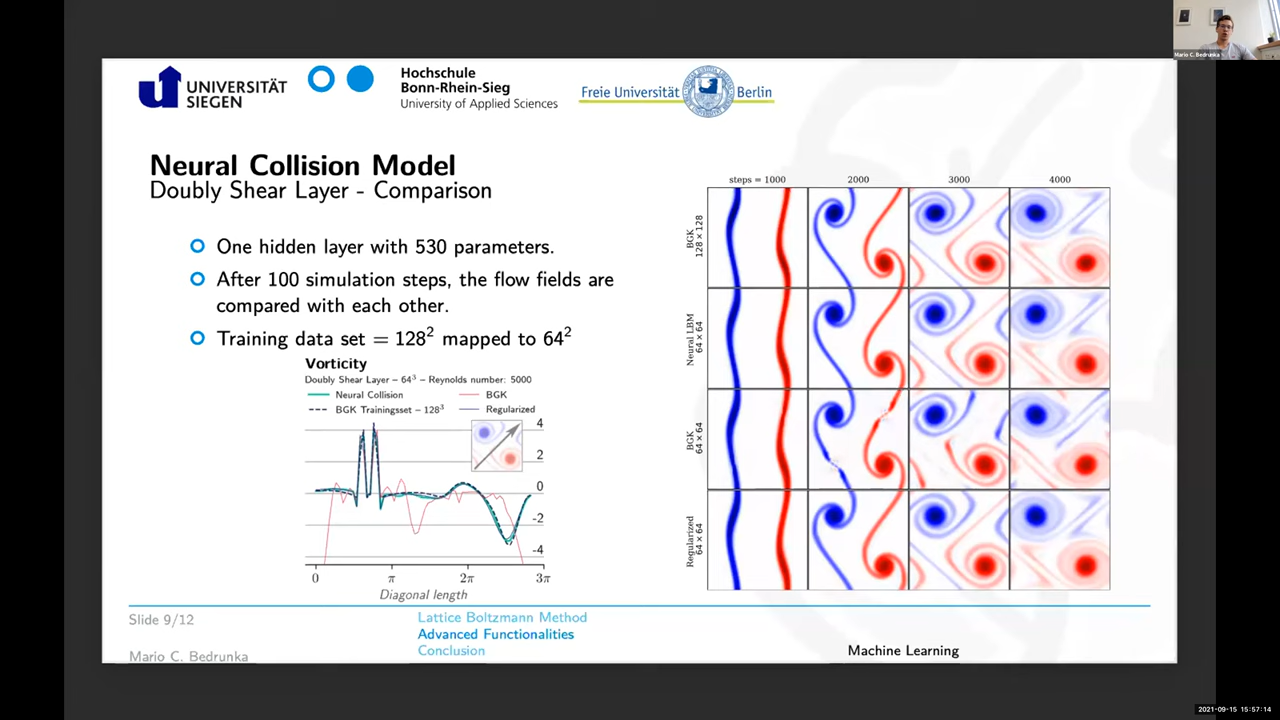 Mario C. Bedrunka
UNIVERSITÄT
SIEGEN
Hochschule
Bonn-Rhein-Sieg
University of Applied Sciences
Freie Universität Berlin
Neural Collision Model
Doubly Shear Layer - Comparison
One hidden layer with 530 parameters.
After 100 simulation steps, the flow fields are
compared with each other.
Training data set = 128² mapped to 64²
Vorticity
Doubly Shear Layer – 64³ – Reynolds number: 5000
Neural Collision
BGK
BGK Trainingsset – 128³
Regularized
4
2
0
-2
-4
0 π 2π 3π
Diagonal length
steps = 1000 2000 3000 4000
BGK
128 × 128
Neural LBM
64 × 64
BGK
64 × 64
Regularized
64 × 64
Slide 9/12
Mario C. Bedrunka
Lattice Boltzmann Method
Advanced Functionalities
Conclusion
Machine Learning
2021-09-15 15:57:14